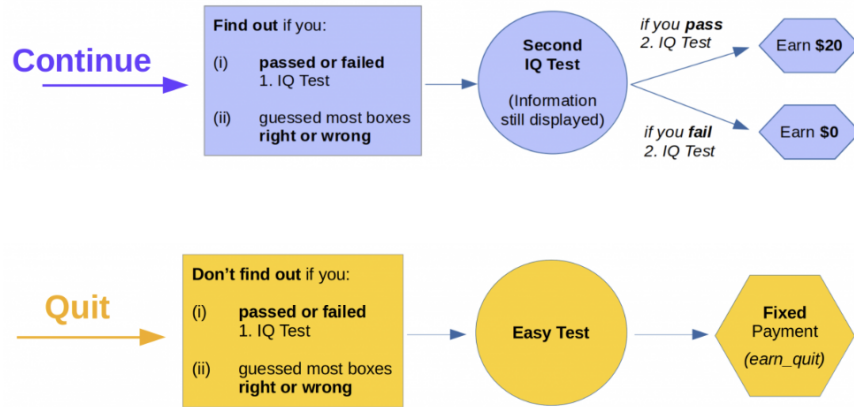 Continue
Find out if you:
(i) passed or failed
1. IQ Test
(ii) guessed most boxes
right or wrong
Second
IQ Test
(Information
still displayed)
if you pass
2. IQ Test
Earn $20
if you fail
2. IQ Test
Earn $0
Quit
Don't find out if you:
(i) passed or failed
1. IQ Test
(ii) guessed most boxes
right or wrong
Easy Test
Fixed
Payment
(earn_quit)